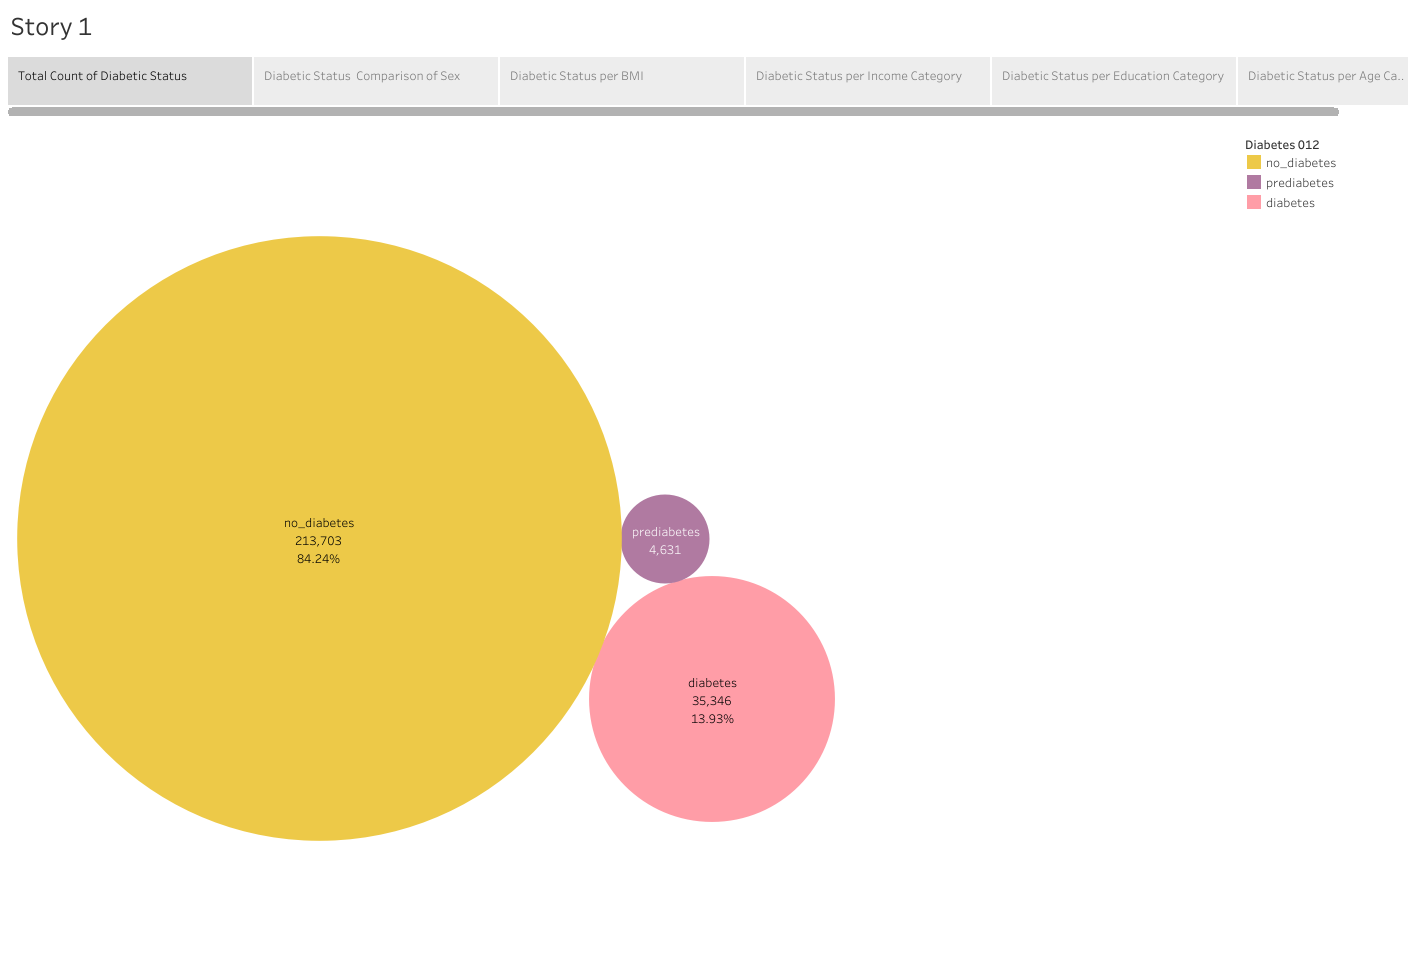 Story 1
Total Count of Diabetic Status
Diabetic Status  Comparison of Sex
Diabetic Status per BMI
Diabetic Status per Income Category
Diabetic Status per Education Category
Diabetic Status per Age Ca..
Diabetes 012
no_diabetes
prediabetes
diabetes
no_diabetes
213,703
84.24%
prediabetes
4,631
diabetes
35,346
13.93%